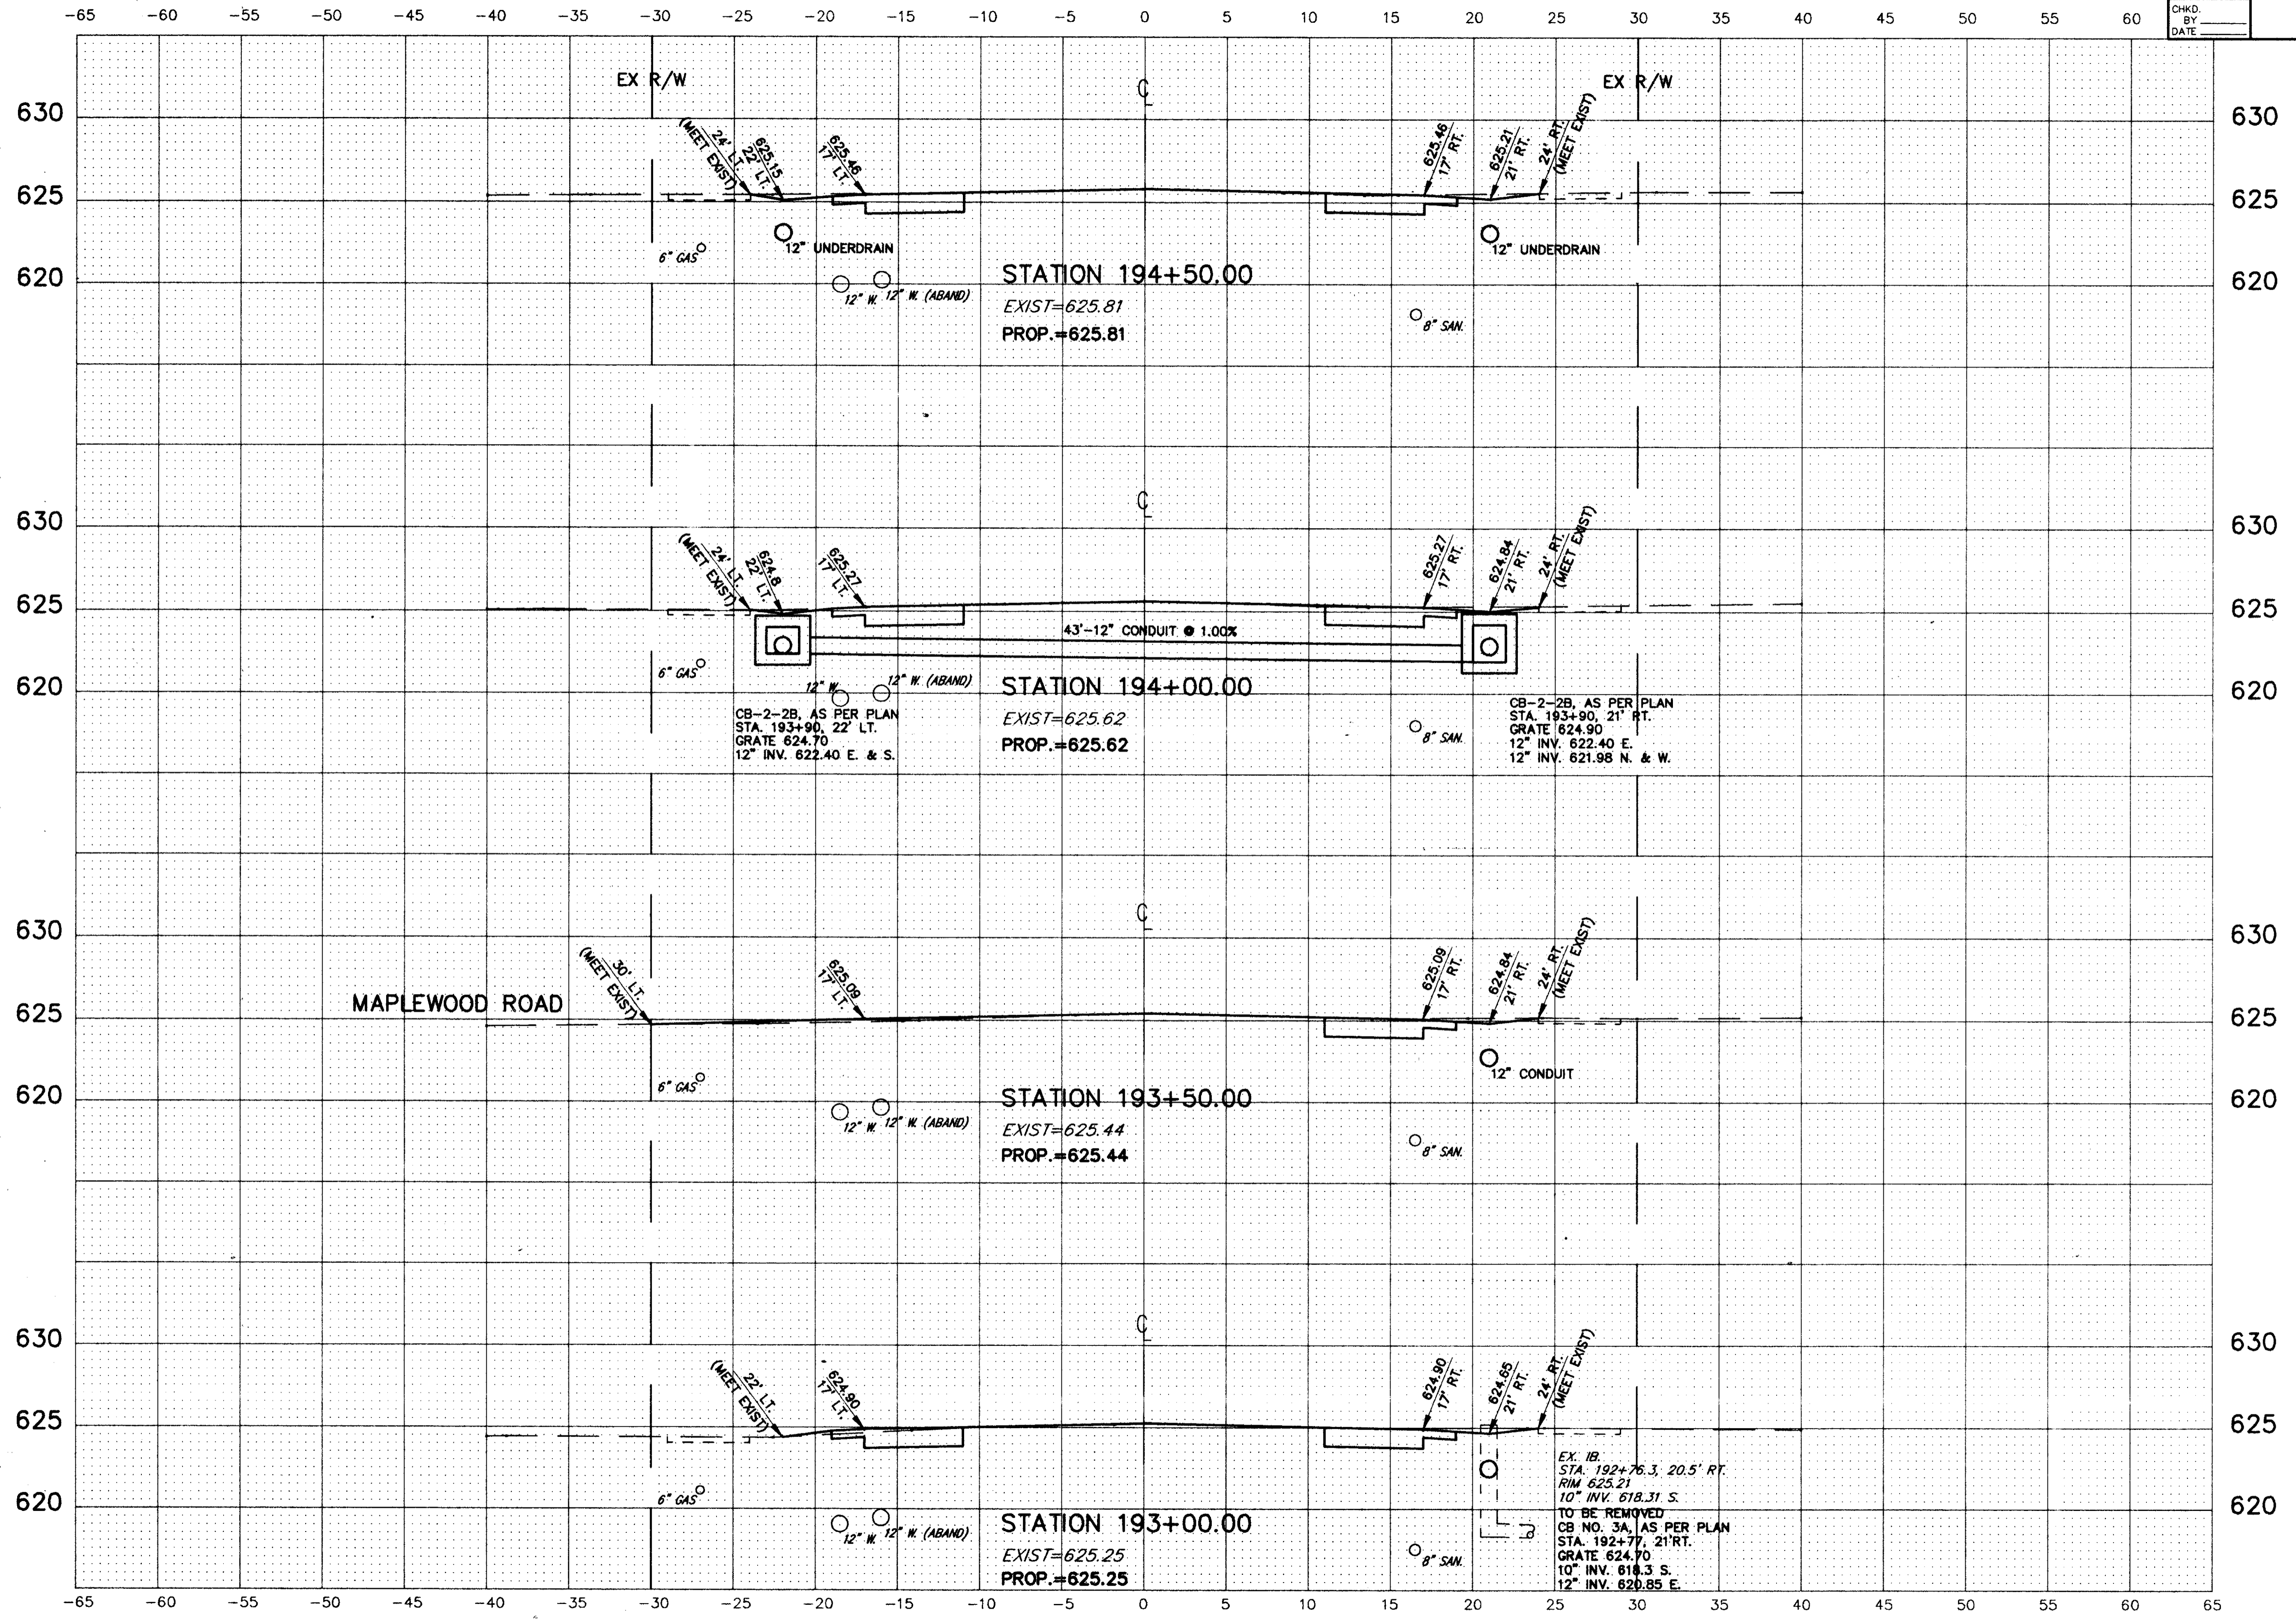 CHKD.
BY
DATE
-65 -60 -55 -50 -45 -40 -35 -30 -25 -20 -15 -10 -5 0 5 10 15 20 25 30 35 40 45 50 55 60
EX R/W
EX R/W
℄
630
630
24' LT.
(MEET EXIST)
625.15
22' LT.
625.46
17' LT.
625.46
17' RT.
625.21
21' RT.
24' RT.
(MEET EXIST)
625
625
6" GAS
12" UNDERDRAIN
12" UNDERDRAIN
620
620
12" W.
12" W. (ABAND)
STATION 194+50.00
EXIST=625.81
PROP.=625.81
8" SAN.
℄
630
630
24' LT.
(MEET EXIST)
624.8
22' LT.
625.27
17' LT.
625.27
17' RT.
624.84
21' RT.
24' RT.
(MEET EXIST)
625
625
43'-12" CONDUIT @ 1.00%
6" GAS
620
620
12" W.
12" W. (ABAND)
STATION 194+00.00
EXIST=625.62
PROP.=625.62
8" SAN.
CB-2-2B, AS PER PLAN
STA. 193+90, 22' LT.
GRATE 624.70
12" INV. 622.40 E. & S.
CB-2-2B, AS PER PLAN
STA. 193+90, 21' RT.
GRATE 624.90
12" INV. 622.40 E.
12" INV. 621.98 N. & W.
℄
630
630
30' LT.
(MEET EXIST)
625.09
17' LT.
625.09
17' RT.
624.84
21' RT.
24' RT.
(MEET EXIST)
MAPLEWOOD ROAD
625
625
6" GAS
12" CONDUIT
620
620
12" W.
12" W. (ABAND)
STATION 193+50.00
EXIST=625.44
PROP.=625.44
8" SAN.
℄
630
630
22' LT.
(MEET EXIST)
624.90
17' LT.
624.90
17' RT.
624.65
21' RT.
24' RT.
(MEET EXIST)
625
625
6" GAS
620
620
12" W.
12" W. (ABAND)
STATION 193+00.00
EXIST=625.25
PROP.=625.25
8" SAN.
EX. IB.
STA. 192+76.3, 20.5' RT.
RIM 625.21
10" INV. 618.31 S.
TO BE REMOVED
CB NO. 3A, AS PER PLAN
STA. 192+77, 21'RT.
GRATE 624.70
10" INV. 618.3 S.
12" INV. 620.85 E.
-65 -60 -55 -50 -45 -40 -35 -30 -25 -20 -15 -10 -5 0 5 10 15 20 25 30 35 40 45 50 55 60 65